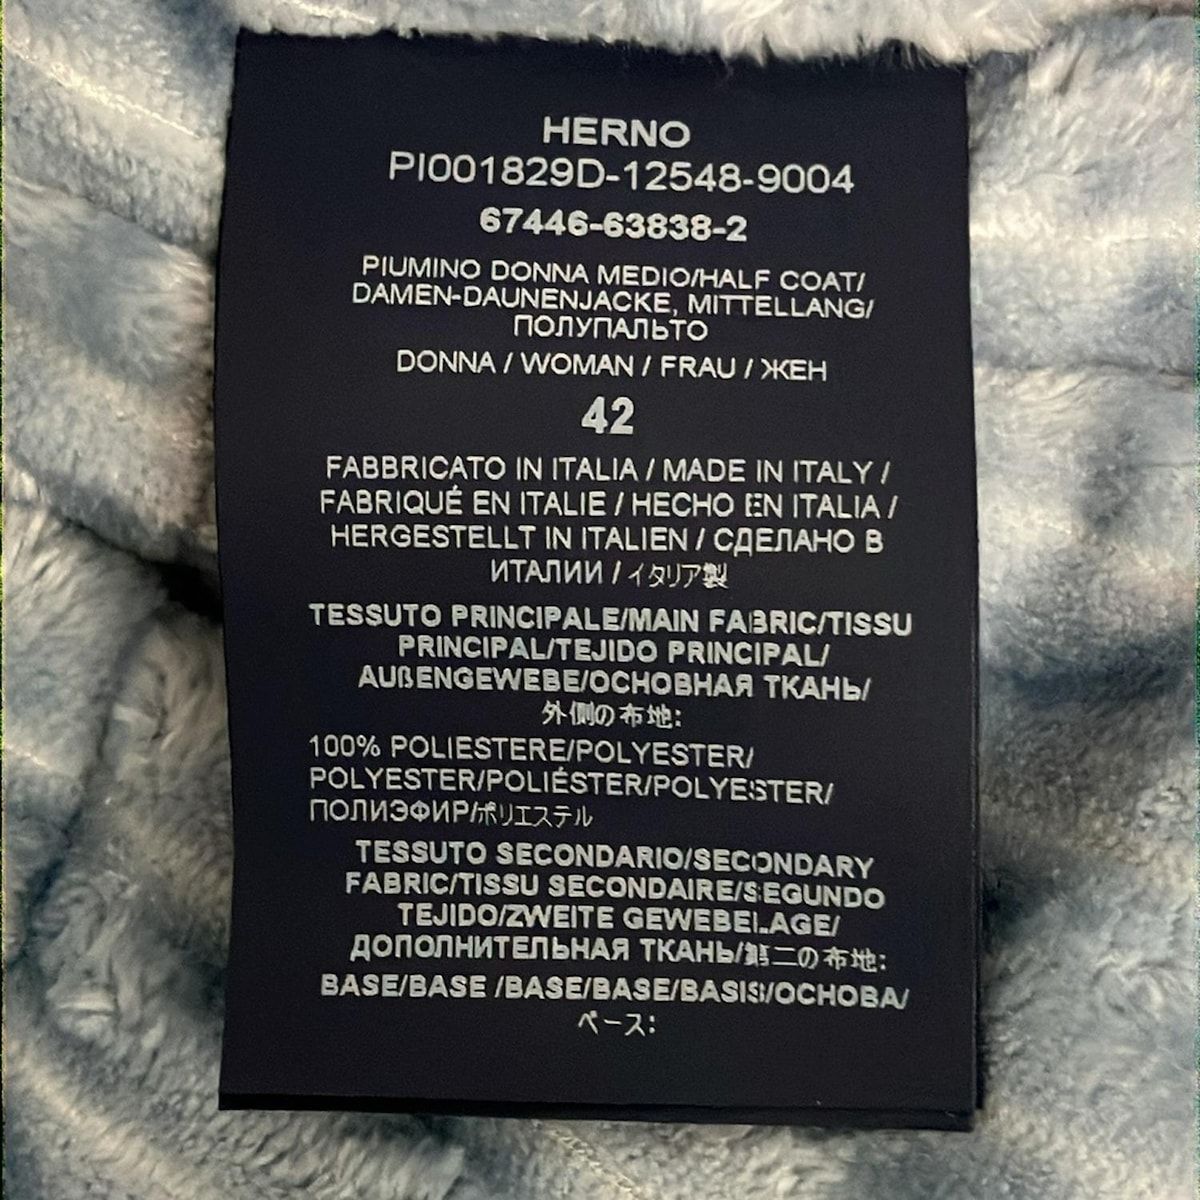 HERNO
PI001829D-12548-9004
67446-63838-2
PIUMINO DONNA MEDIO/HALF COAT/
DAMEN-DAUNENJACKE, MITTELLANG/
ПОЛУПАЛЬТО
DONNA / WOMAN / FRAU / ЖЕН
42
FABBRICATO IN ITALIA / MADE IN ITALY /
FABRIQUÉ EN ITALIE / HECHO EN ITALIA /
HERGESTELLT IN ITALIEN / СДЕЛАНО В
ИТАЛИИ / イタリア製
TESSUTO PRINCIPALE/MAIN FABRIC/TISSU
PRINCIPAL/TEJIDO PRINCIPAL/
AUßENGEWEBE/ОСНОВНАЯ ТКАНЬ/
外側の布地:
100% POLIESTERE/POLYESTER/
POLYESTER/POLIÉSTER/POLYESTER/
ПОЛИЭФИР/ポリエステル
TESSUTO SECONDARIO/SECONDARY
FABRIC/TISSU SECONDAIRE/SEGUNDO
TEJIDO/ZWEITE GEWEBELAGE/
ДОПОЛНИТЕЛЬНАЯ ТКАНЬ/第二の布地:
BASE/BASE /BASE/BASE/BASIS/ОСНОВА/
ベース: